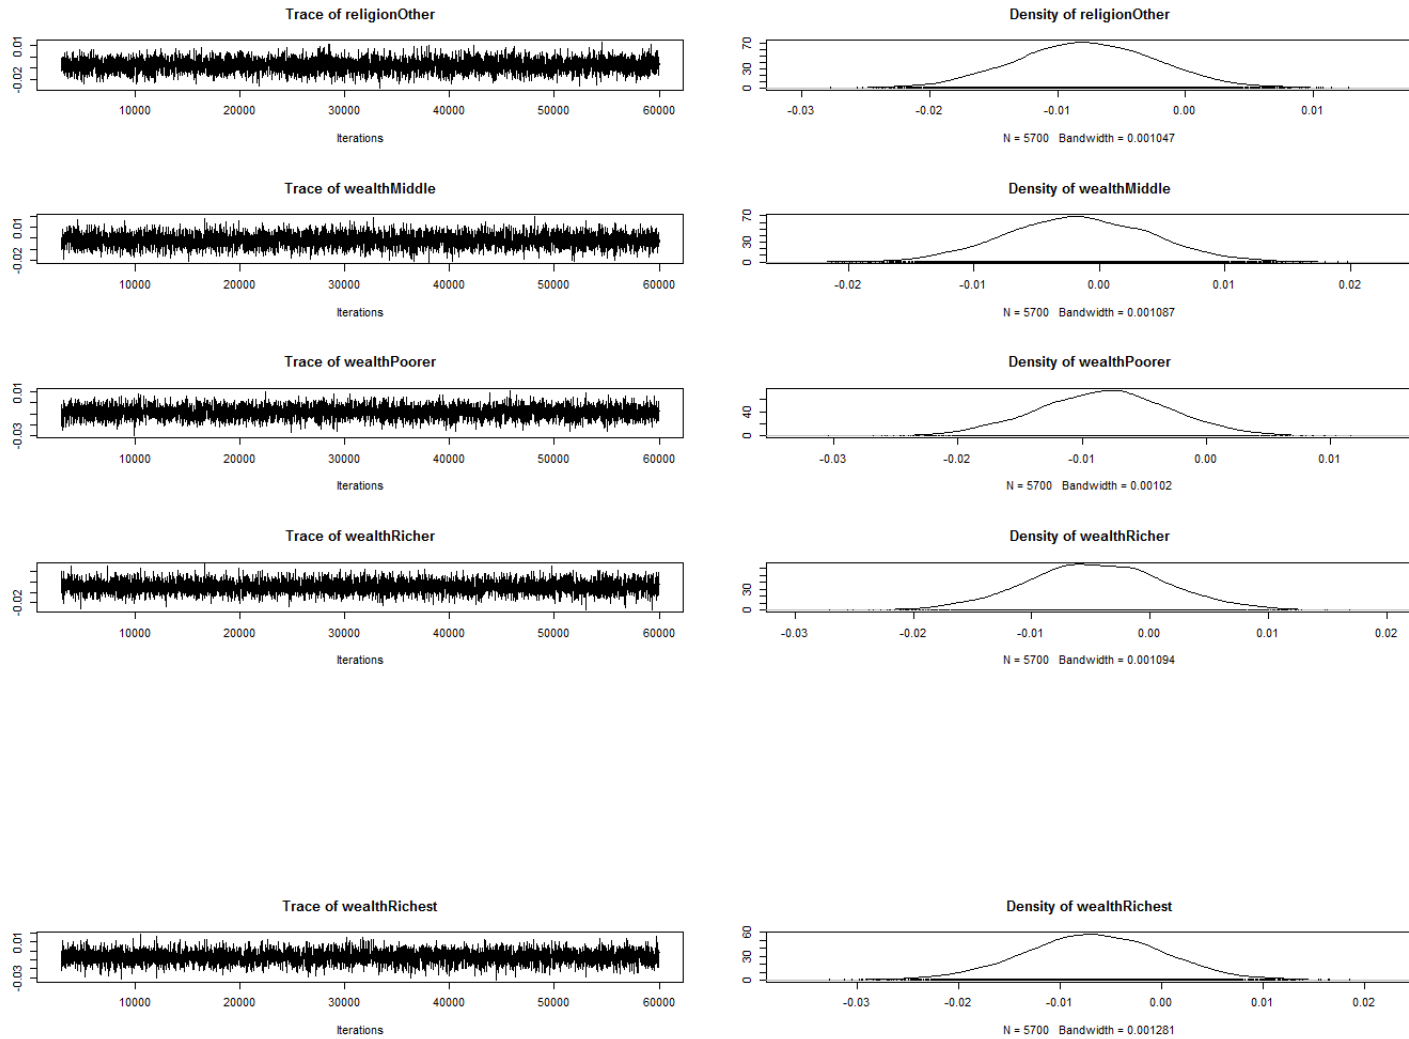 Trace of religionOther
Density of religionOther
0.01
-0.02
10000 20000 30000 40000 50000 60000
Iterations
70
30
0
-0.03 -0.02 -0.01 0.00 0.01
N = 5700 Bandwidth = 0.001047
Trace of wealthMiddle
Density of wealthMiddle
0.01
-0.02
10000 20000 30000 40000 50000 60000
Iterations
70
30
0
-0.02 -0.01 0.00 0.01 0.02
N = 5700 Bandwidth = 0.001087
Trace of wealthPoorer
Density of wealthPoorer
0.01
-0.03
10000 20000 30000 40000 50000 60000
Iterations
40
0
-0.03 -0.02 -0.01 0.00 0.01
N = 5700 Bandwidth = 0.00102
Trace of wealthRicher
Density of wealthRicher
-0.02
10000 20000 30000 40000 50000 60000
Iterations
30
0
-0.03 -0.02 -0.01 0.00 0.01 0.02
N = 5700 Bandwidth = 0.001094
Trace of wealthRichest
Density of wealthRichest
0.01
-0.03
10000 20000 30000 40000 50000 60000
Iterations
60
30
0
-0.03 -0.02 -0.01 0.00 0.01 0.02
N = 5700 Bandwidth = 0.001281